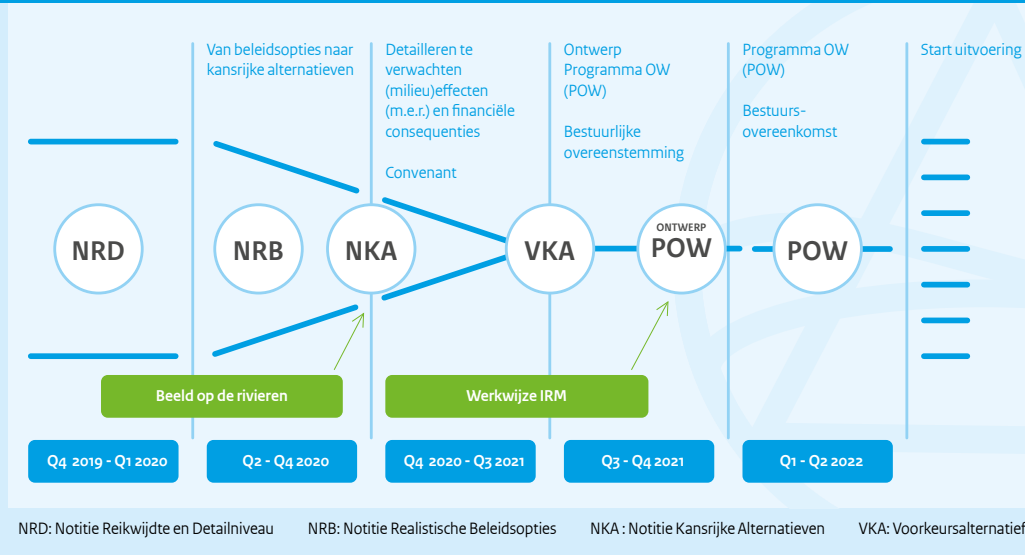 Van beleidsopties naar
kansrijke alternatieven
Detailleren te
verwachten
(milieu)effecten
(m.e.r.) en financiële
consequenties
Convenant
Ontwerp
Programma OW
(POW)
Bestuurlijke
overeenstemming
Programma OW
(POW)
Bestuurs-
overeenkomst
Start uitvoering
NRD
NRB
NKA
VKA
ONTWERP
POW
POW
Beeld op de rivieren
Werkwijze IRM
Q4 2019 - Q1 2020
Q2 - Q4 2020
Q4 2020 - Q3 2021
Q3 - Q4 2021
Q1 - Q2 2022
NRD: Notitie Reikwijdte en Detailniveau
NRB: Notitie Realistische Beleidsopties
NKA : Notitie Kansrijke Alternatieven
VKA: Voorkeursalternatief